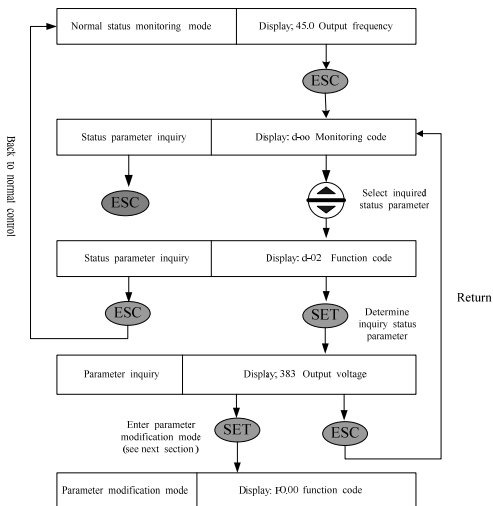 Normal status monitoring mode
Display; 45.0 Output frequency
ESC
Status parameter inquiry
Display: d-oo Monitoring code
ESC
Select inquired
status parameter
Back to normal control
Status parameter inquiry
Display: d-02 Function code
Return
ESC
SET
Determine
inquiry status
parameter
Parameter inquiry
Display; 383 Output voltage
Enter parameter
modification mode
(see next section)
SET
ESC
Parameter modification mode
Display: F0.00 function code